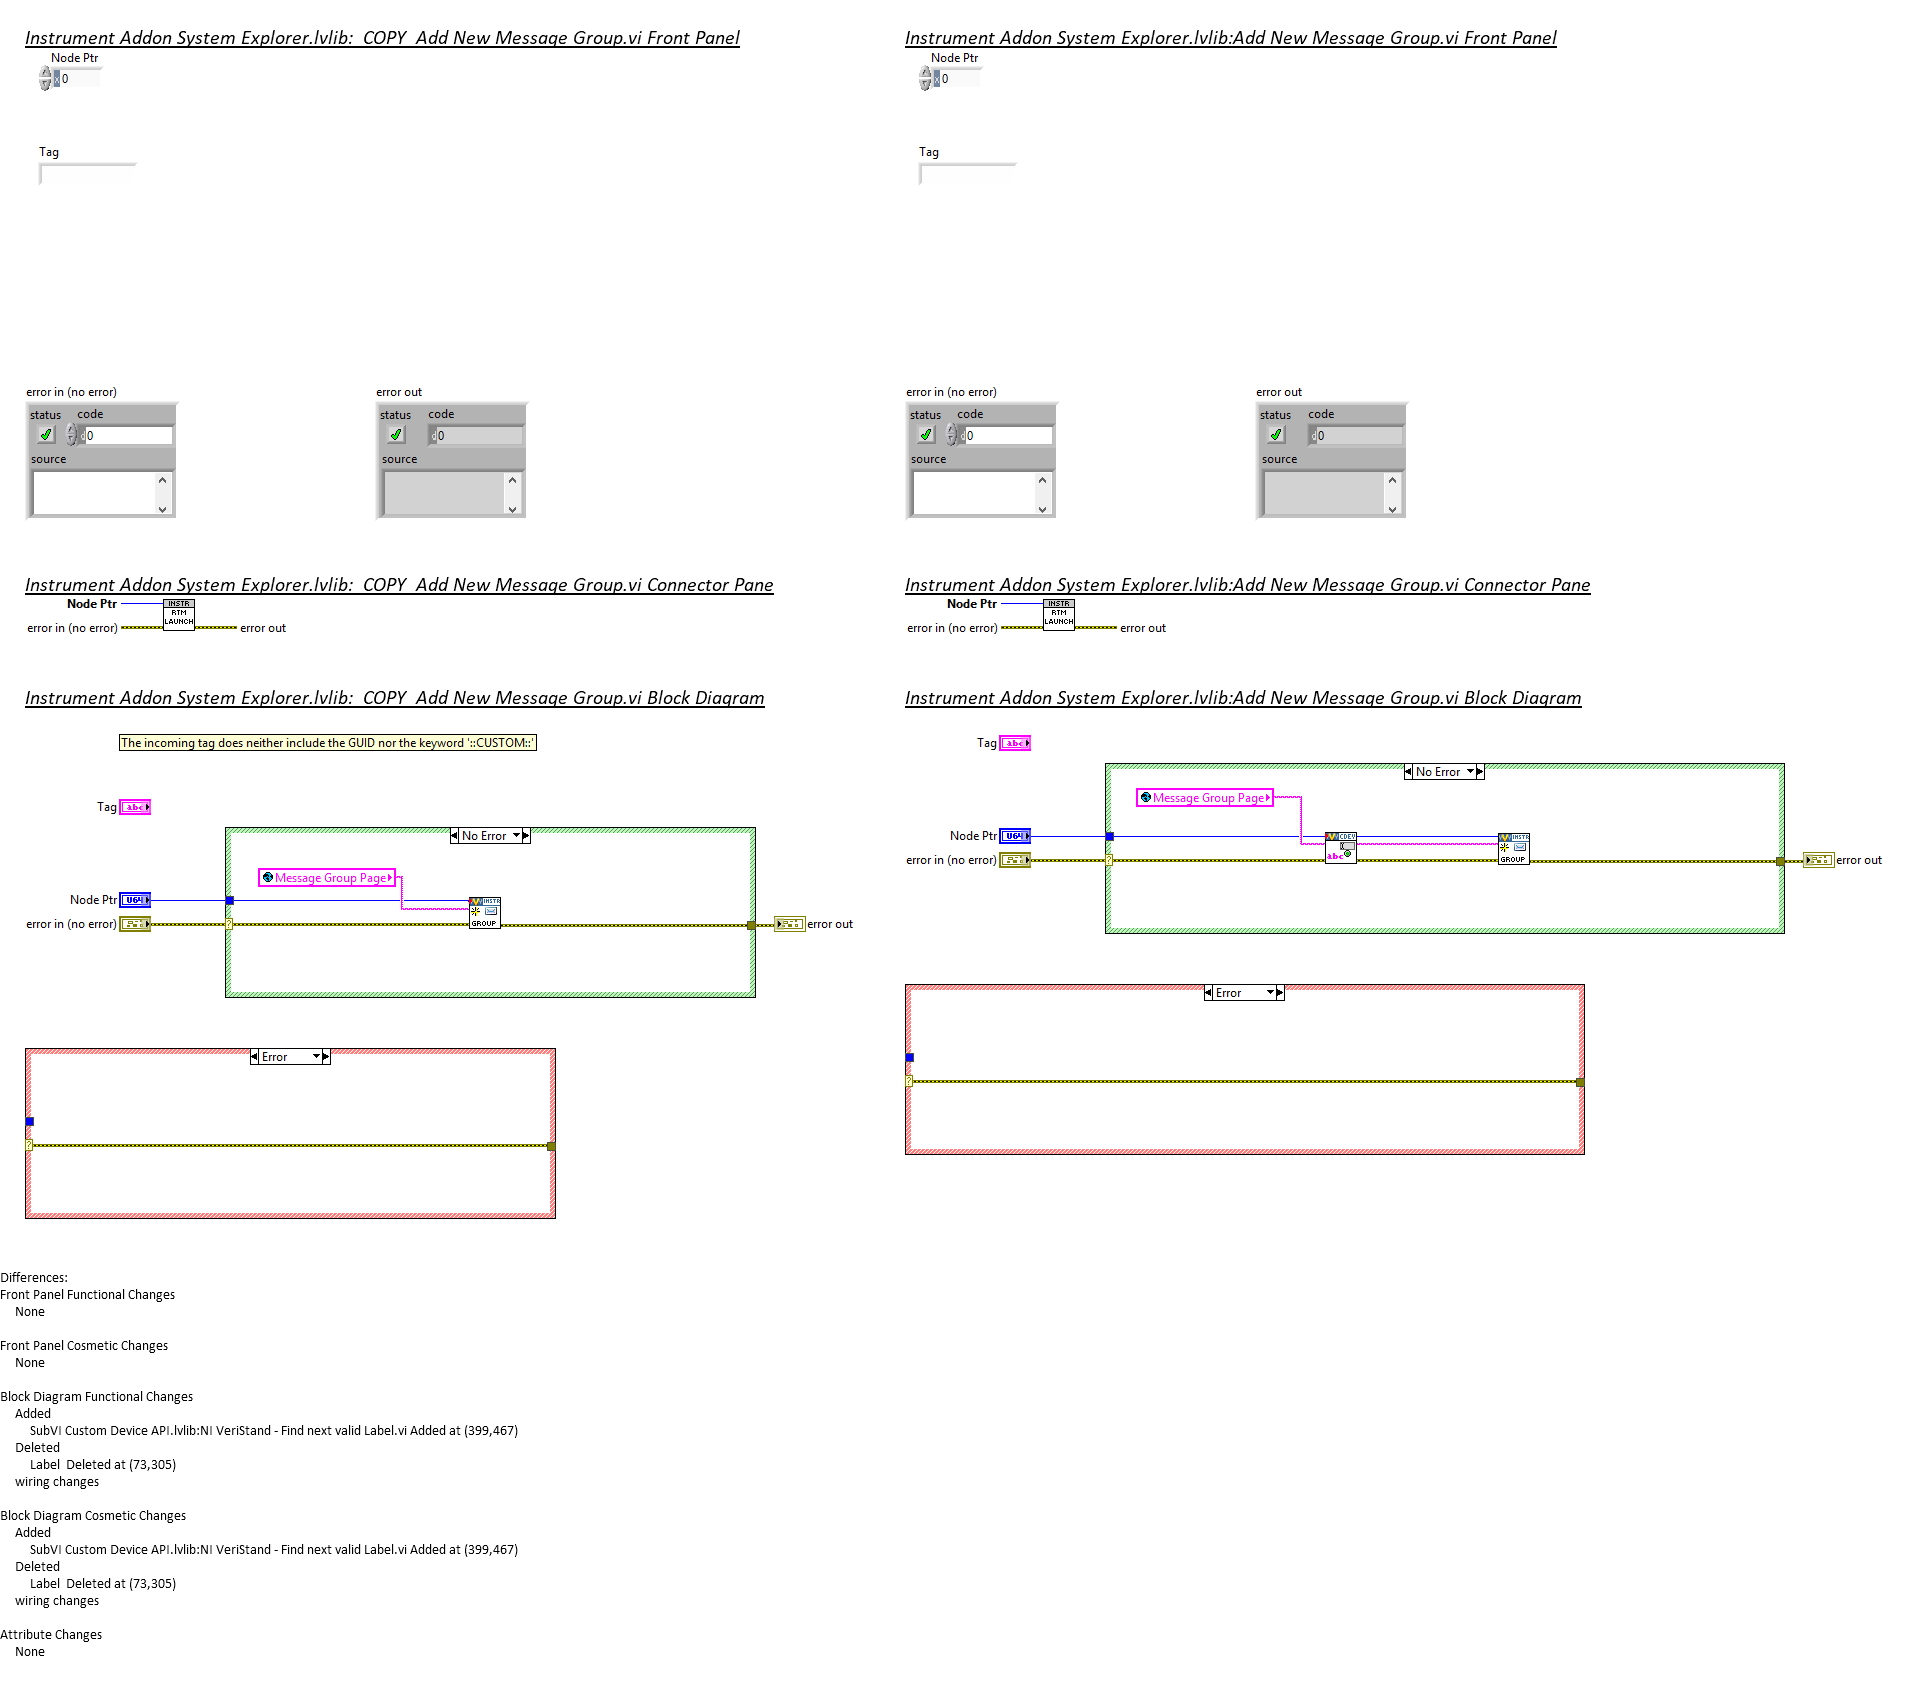 Instrument Addon System Explorer.lvlib:  COPY  Add New Message Group.vi Front Panel
Node Ptr
x 0
Tag
error in (no error)
error out
status code
d 0
source
status code
d 0
source
Instrument Addon System Explorer.lvlib:  COPY  Add New Message Group.vi Connector Pane
Node Ptr
INSTR
RTM
LAUNCH
error in (no error)
error out
Instrument Addon System Explorer.lvlib:  COPY  Add New Message Group.vi Block Diagram
The incoming tag does neither include the GUID nor the keyword '::CUSTOM::'
Tag
abc
No Error
Message Group Page
Node Ptr
U64
INSTR
GROUP
error in (no error)
?
error out
Error
?
Instrument Addon System Explorer.lvlib:Add New Message Group.vi Front Panel
Node Ptr
x 0
Tag
error in (no error)
error out
status code
d 0
source
status code
d 0
source
Instrument Addon System Explorer.lvlib:Add New Message Group.vi Connector Pane
Node Ptr
INSTR
RTM
LAUNCH
error in (no error)
error out
Instrument Addon System Explorer.lvlib:Add New Message Group.vi Block Diagram
Tag
abc
No Error
Message Group Page
Node Ptr
U64
CDEV
abc
INSTR
GROUP
error in (no error)
?
error out
Error
?
Differences:
Front Panel Functional Changes
None
Front Panel Cosmetic Changes
None
Block Diagram Functional Changes
Added
SubVI Custom Device API.lvlib:NI VeriStand - Find next valid Label.vi Added at (399,467)
Deleted
Label  Deleted at (73,305)
wiring changes
Block Diagram Cosmetic Changes
Added
SubVI Custom Device API.lvlib:NI VeriStand - Find next valid Label.vi Added at (399,467)
Deleted
Label  Deleted at (73,305)
wiring changes
Attribute Changes
None